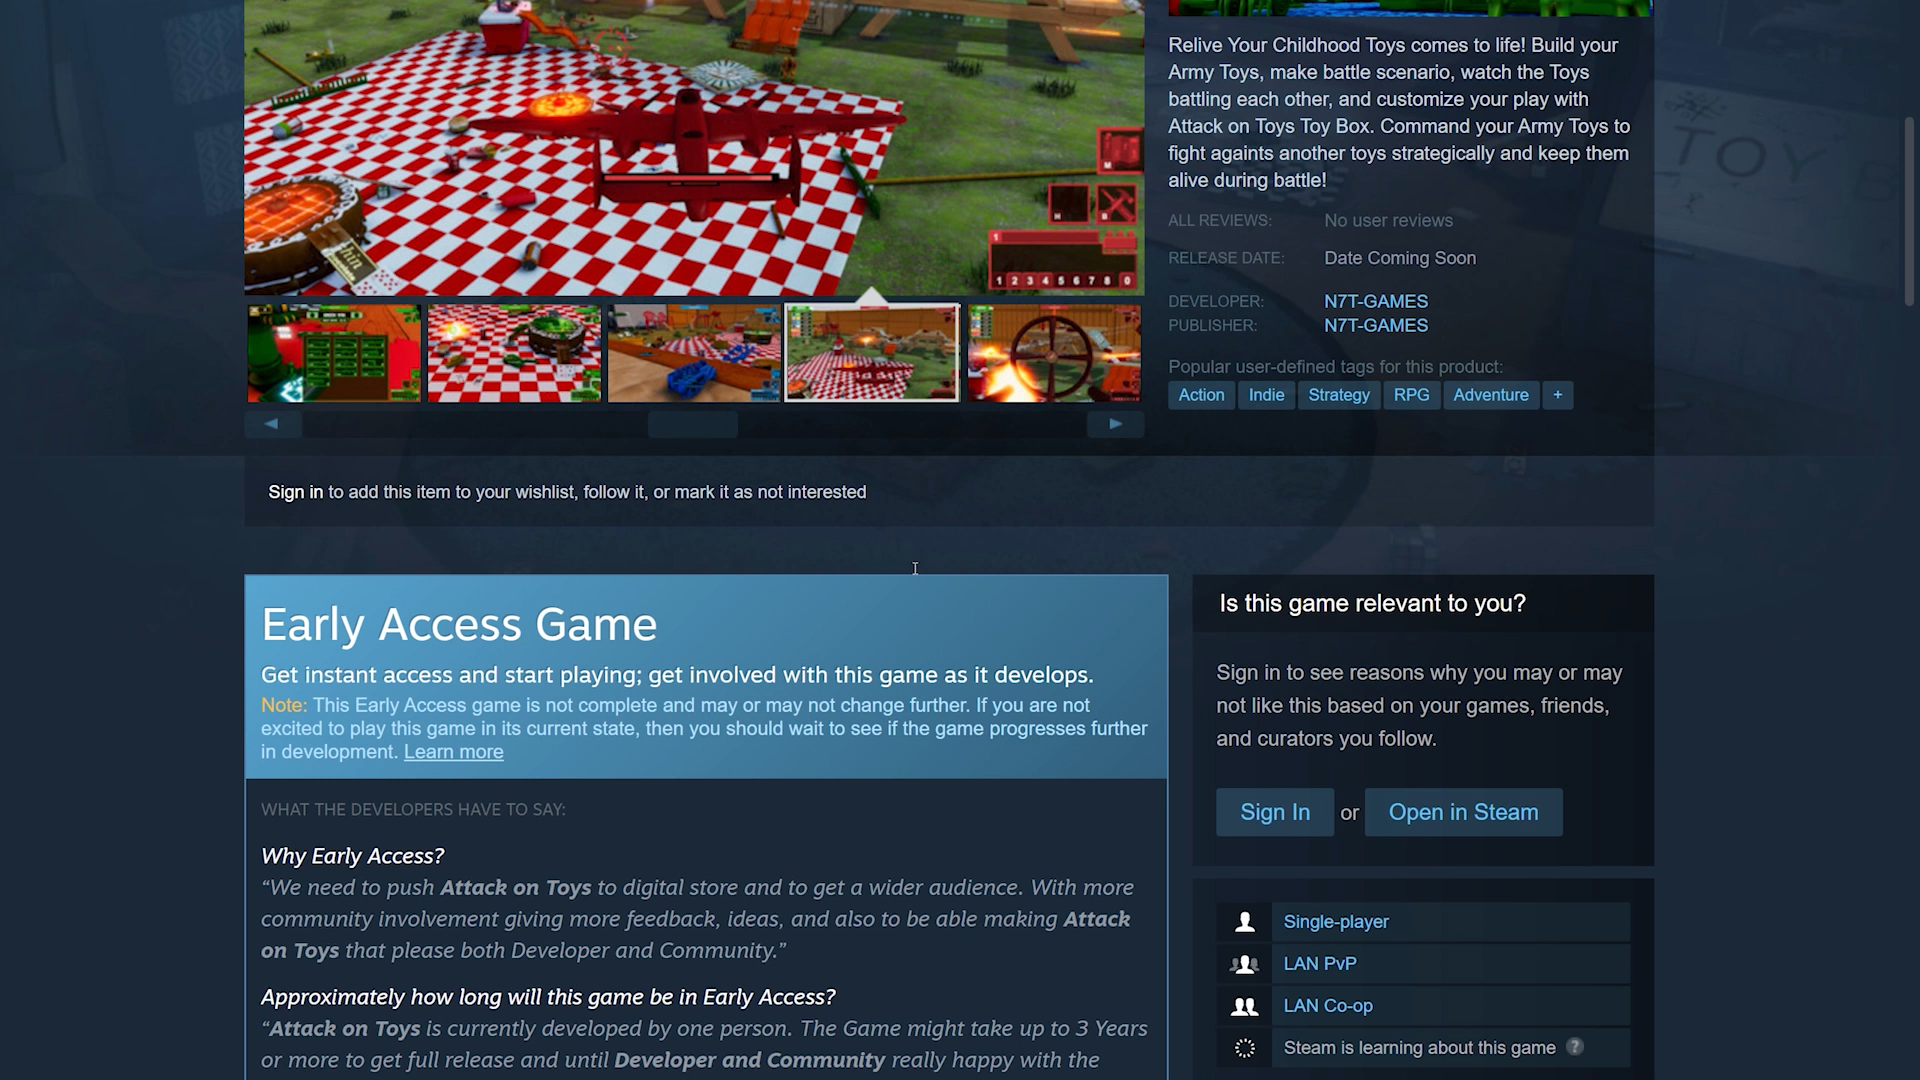 Relive Your Childhood Toys comes to life! Build your
Army Toys, make battle scenario, watch the Toys
battling each other, and customize your play with
Attack on Toys Toy Box. Command your Army Toys to
fight againts another toys strategically and keep them
alive during battle!
ALL REVIEWS: No user reviews
RELEASE DATE: Date Coming Soon
DEVELOPER: N7T-GAMES
PUBLISHER: N7T-GAMES
Popular user-defined tags for this product:
Action Indie Strategy RPG Adventure +
M
H B
1
1 2 3 4 5 6 7 8 0
Sign in to add this item to your wishlist, follow it, or mark it as not interested
Early Access Game
Get instant access and start playing; get involved with this game as it develops.
Note: This Early Access game is not complete and may or may not change further. If you are not
excited to play this game in its current state, then you should wait to see if the game progresses further
in development. Learn more
WHAT THE DEVELOPERS HAVE TO SAY:
Why Early Access?
“We need to push Attack on Toys to digital store and to get a wider audience. With more
community involvement giving more feedback, ideas, and also to be able making Attack
on Toys that please both Developer and Community.”
Approximately how long will this game be in Early Access?
“Attack on Toys is currently developed by one person. The Game might take up to 3 Years
or more to get full release and until Developer and Community really happy with the
Is this game relevant to you?
Sign in to see reasons why you may or may
not like this based on your games, friends,
and curators you follow.
Sign In or Open in Steam
Single-player
LAN PvP
LAN Co-op
Steam is learning about this game ?
TOY B